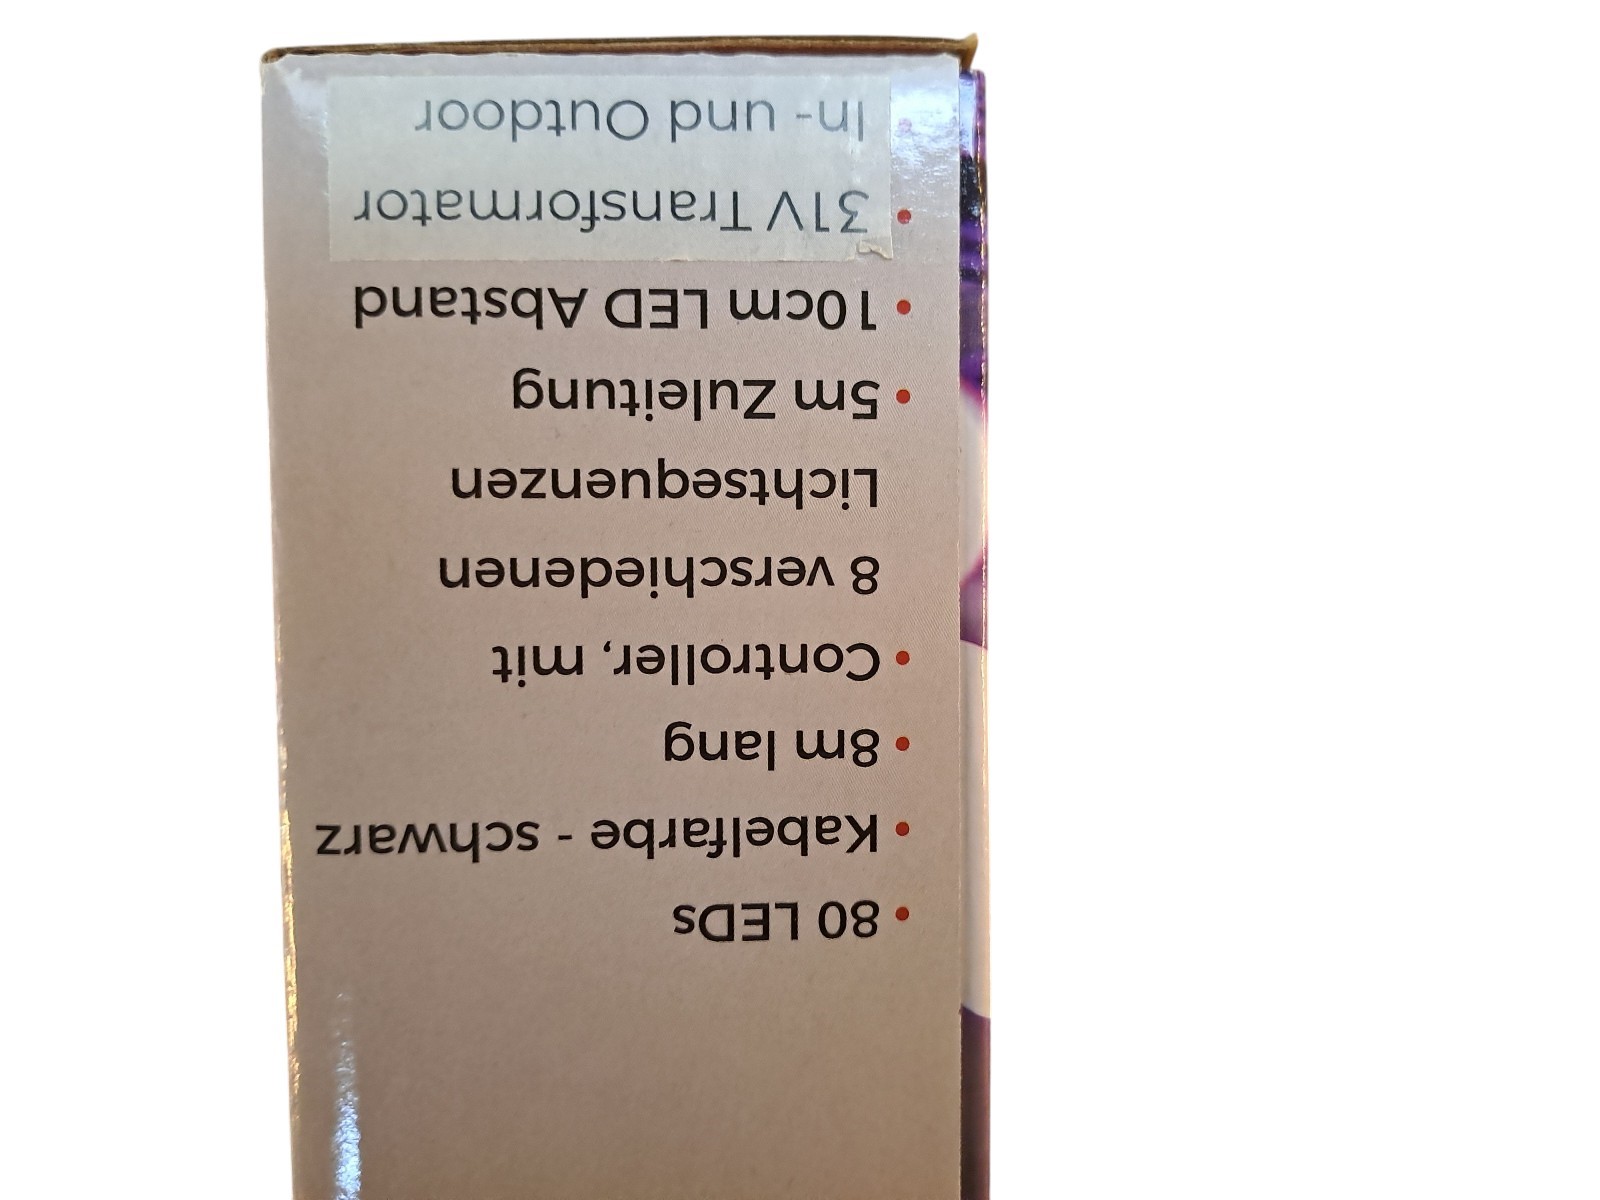 • 80 LEDs
• Kabelfarbe - schwarz
• 8m lang
• Controller, mit
8 verschiedenen
Lichtsequenzen
• 5m Zuleitung
• 10cm LED Abstand
• 31V Transformator
• In- und Outdoor